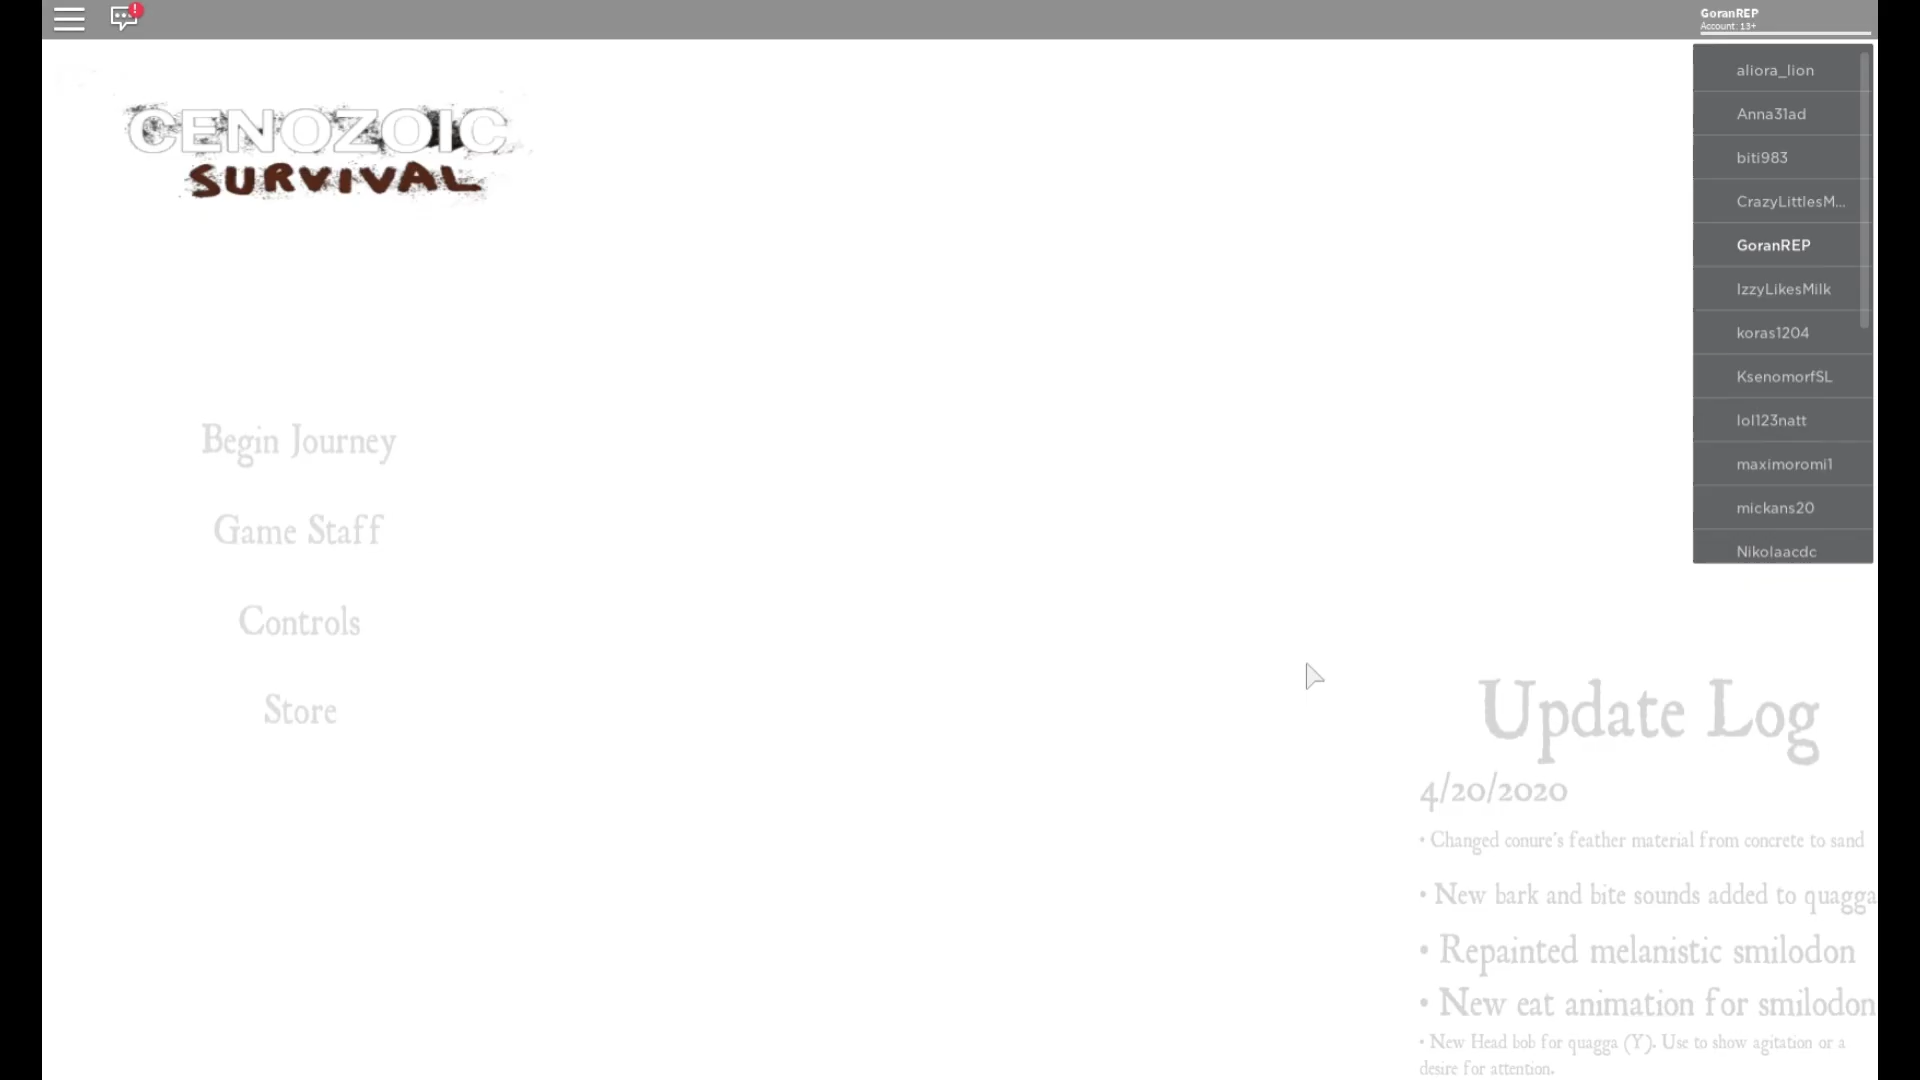 GoranREP
Account: 13+
aliora_lion
Anna31ad
biti983
CrazyLittlesM...
GoranREP
IzzyLikesMilk
koras1204
KsenomorfSL
lol123natt
maximoromi1
mickans20
Nikolaacdc
CENOZOIC
SURVIVAL
Begin Journey
Game Staff
Controls
Store
Update Log
4/20/2020
• Changed conure's feather material from concrete to sand
• New bark and bite sounds added to quagga
• Repainted melanistic smilodon
• New eat animation for smilodon
• New Head bob for quagga (Y). Use to show agitation or a
desire for attention.